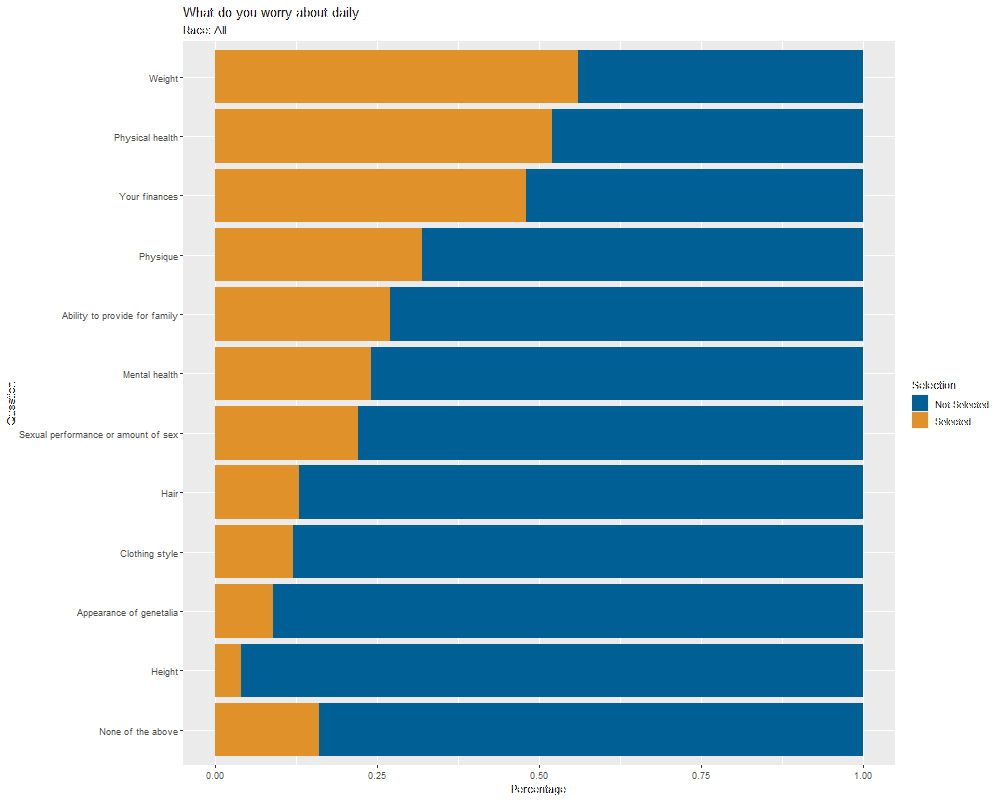 What do you worry about daily
Race: All
Weight
Physical health
Your finances
Physique
Ability to provide for family
Mental health
Sexual performance or amount of sex
Hair
Clothing style
Appearance of genetalia
Height
None of the above
Question
0.00
0.25
0.50
0.75
1.00
Percentage
Selection
Not Selected
Selected